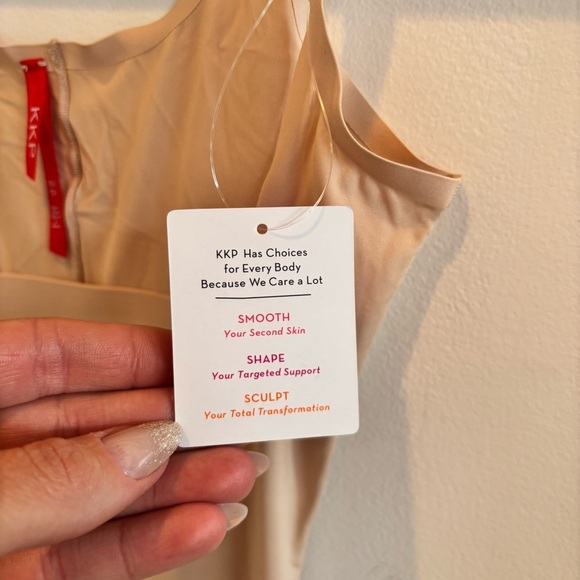 KKP
KKP Has Choices
for Every Body
Because We Care a Lot
SMOOTH
Your Second Skin
SHAPE
Your Targeted Support
SCULPT
Your Total Transformation